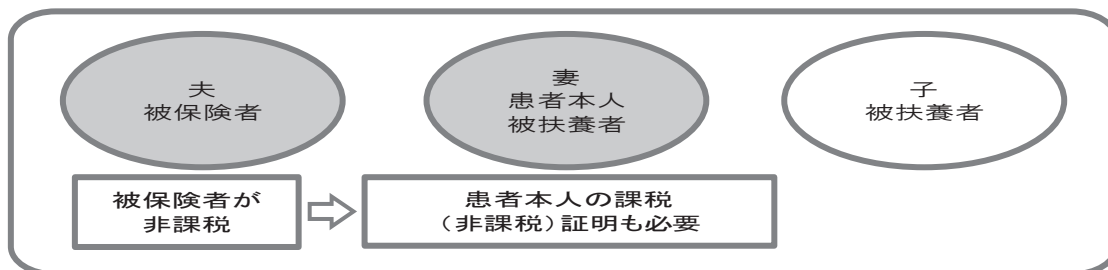 夫
被保険者
妻
患者本人
被扶養者
子
被扶養者
被保険者が
非課税
患者本人の課税
（非課税）証明も必要